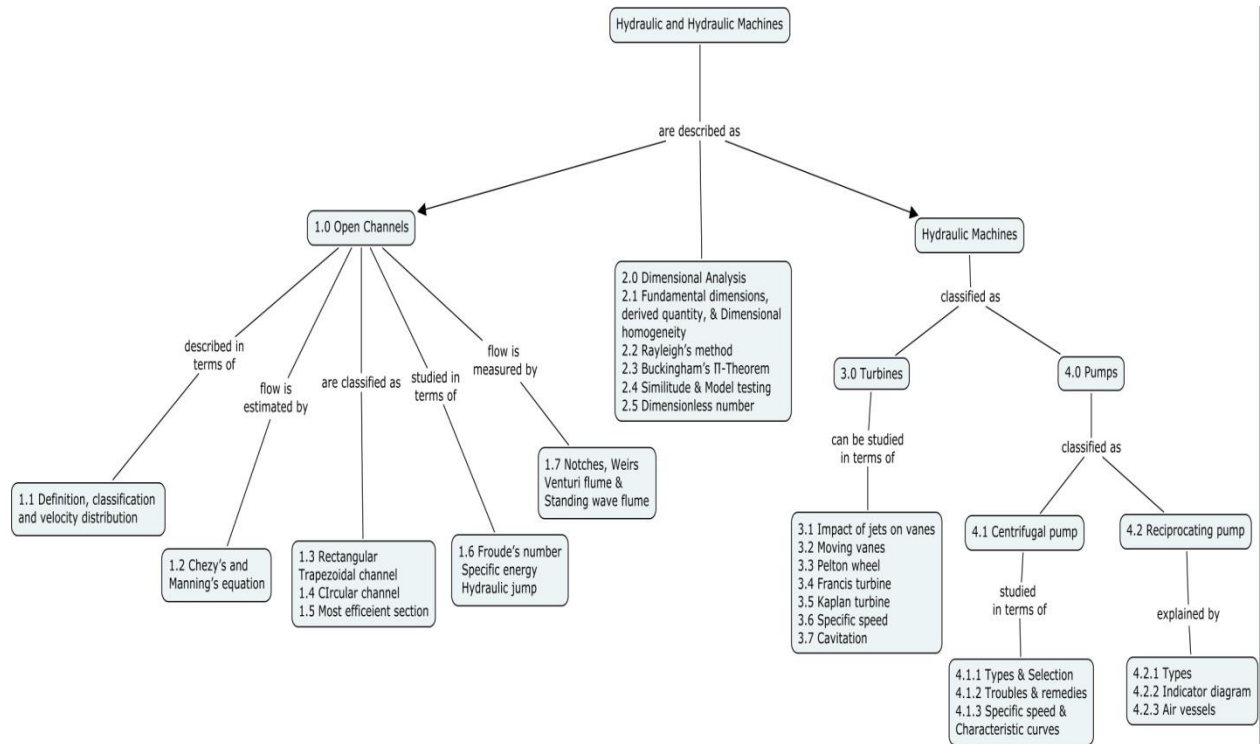 Hydraulic and Hydraulic Machines
are described as
1.0 Open Channels
Hydraulic Machines
2.0 Dimensional Analysis
2.1 Fundamental dimensions,
derived quantity, & Dimensional
homogeneity
2.2 Rayleigh's method
2.3 Buckingham's Π-Theorem
2.4 Similitude & Model testing
2.5 Dimensionless number
classified as
described in
terms of
flow is
estimated by
are classified as
studied in
terms of
flow is
measured by
3.0 Turbines
4.0 Pumps
can be studied
in terms of
classified as
1.1 Definition, classification
and velocity distribution
1.2 Chezy's and
Manning's equation
1.3 Rectangular
Trapezoidal channel
1.4 CIrcular channel
1.5 Most efficeient section
1.6 Froude's number
Specific energy
Hydraulic jump
1.7 Notches, Weirs
Venturi flume &
Standing wave flume
3.1 Impact of jets on vanes
3.2 Moving vanes
3.3 Pelton wheel
3.4 Francis turbine
3.5 Kaplan turbine
3.6 Specific speed
3.7 Cavitation
4.1 Centrifugal pump
4.2 Reciprocating pump
studied
in terms of
explained by
4.1.1 Types & Selection
4.1.2 Troubles & remedies
4.1.3 Specific speed &
Characteristic curves
4.2.1 Types
4.2.2 Indicator diagram
4.2.3 Air vessels